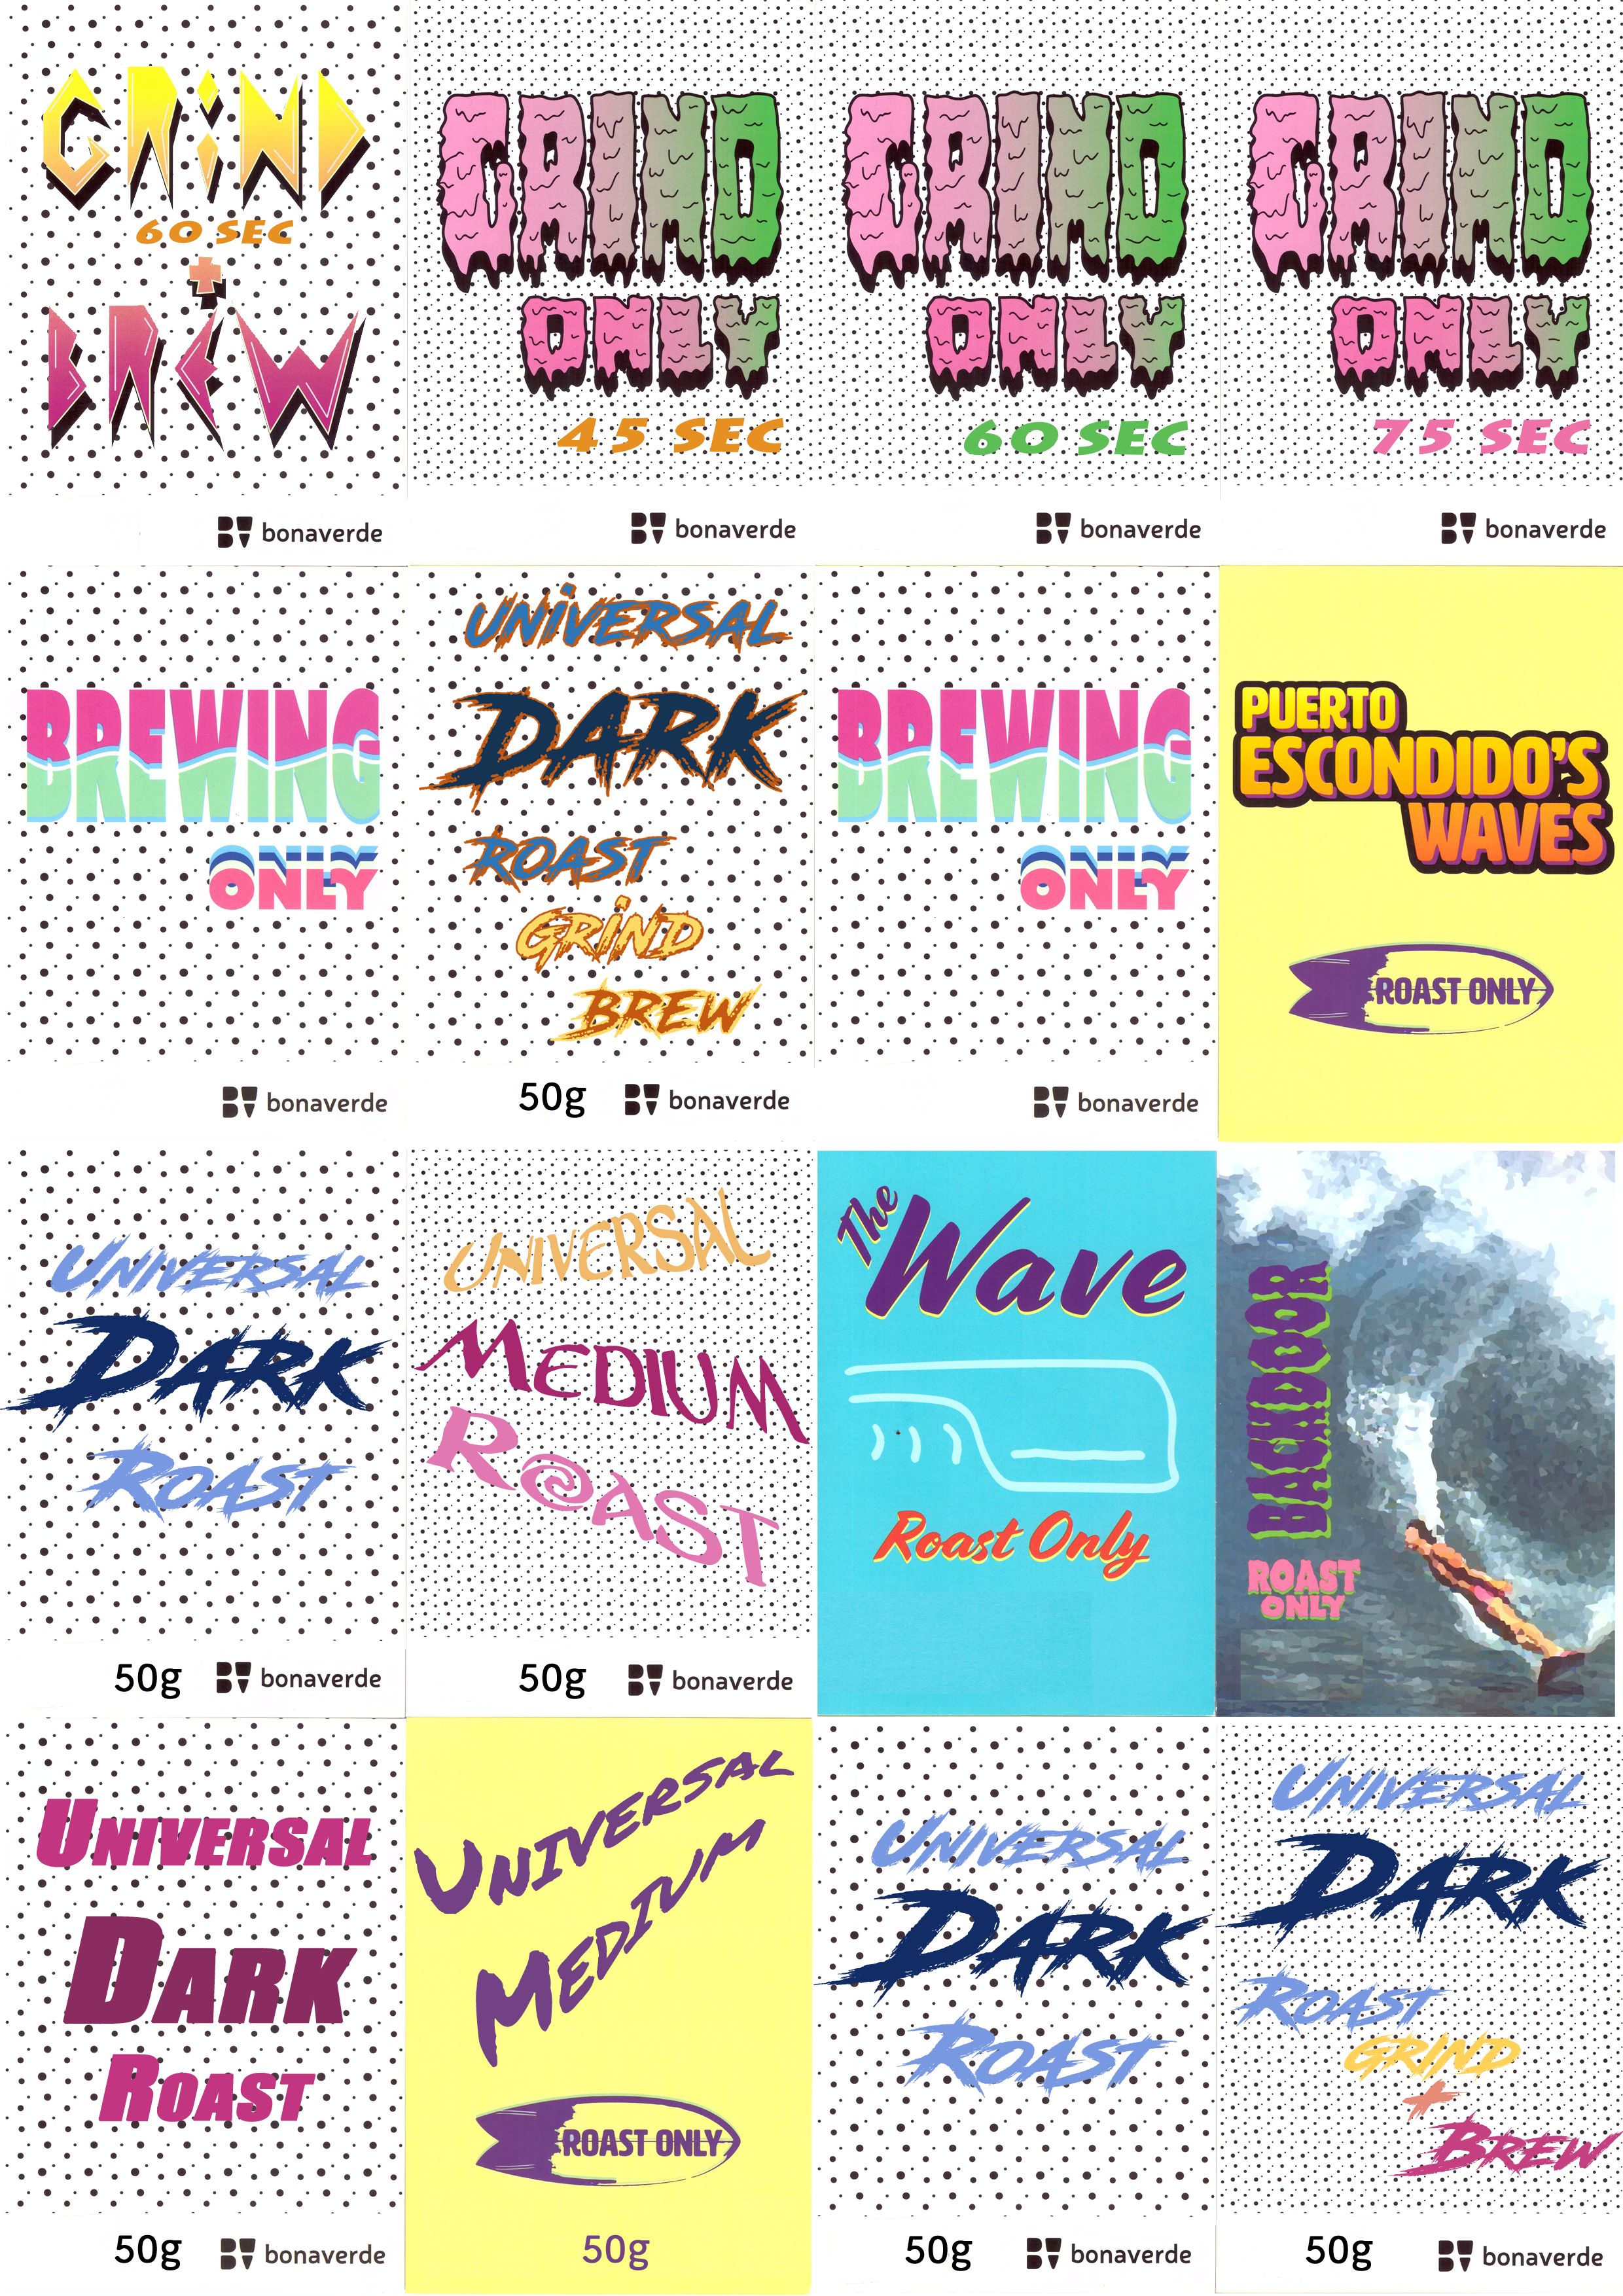 GRiND
60 SEC
+
BREW
bonaverde
GRIND
ONLY
45 SEC
bonaverde
GRIND
ONLY
60 SEC
bonaverde
GRIND
ONLY
75 SEC
bonaverde
BREWING
ONLY
bonaverde
UNiVERSAL
DARK
ROAST
GRiND
BREW
50g bonaverde
BREWING
ONLY
bonaverde
PUERTO
ESCONDIDO'S
WAVES
ROAST ONLY
UNIVERSAL
DARK
ROAST
50g bonaverde
UNIVERSAL
MEDIUM
ROAST
50g bonaverde
The
Wave
Roast Only
BACKDOOR
ROAST
ONLY
UNIVERSAL
DARK
ROAST
50g bonaverde
UNIVERSAL
MEDIUM
ROAST ONLY
50g
UNIVERSAL
DARK
ROAST
50g bonaverde
UNIVERSAL
DARK
ROAST
GRIND
+
BREW
50g bonaverde